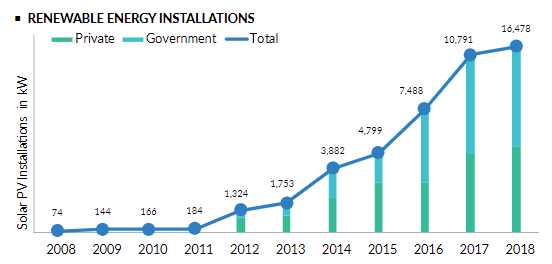 ▪ RENEWABLE ENERGY INSTALLATIONS
Private Government Total
Solar PV Installations in kW
74 144 166 184 1,324 1,753 3,882 4,799 7,488 10,791 16,478
2008 2009 2010 2011 2012 2013 2014 2015 2016 2017 2018